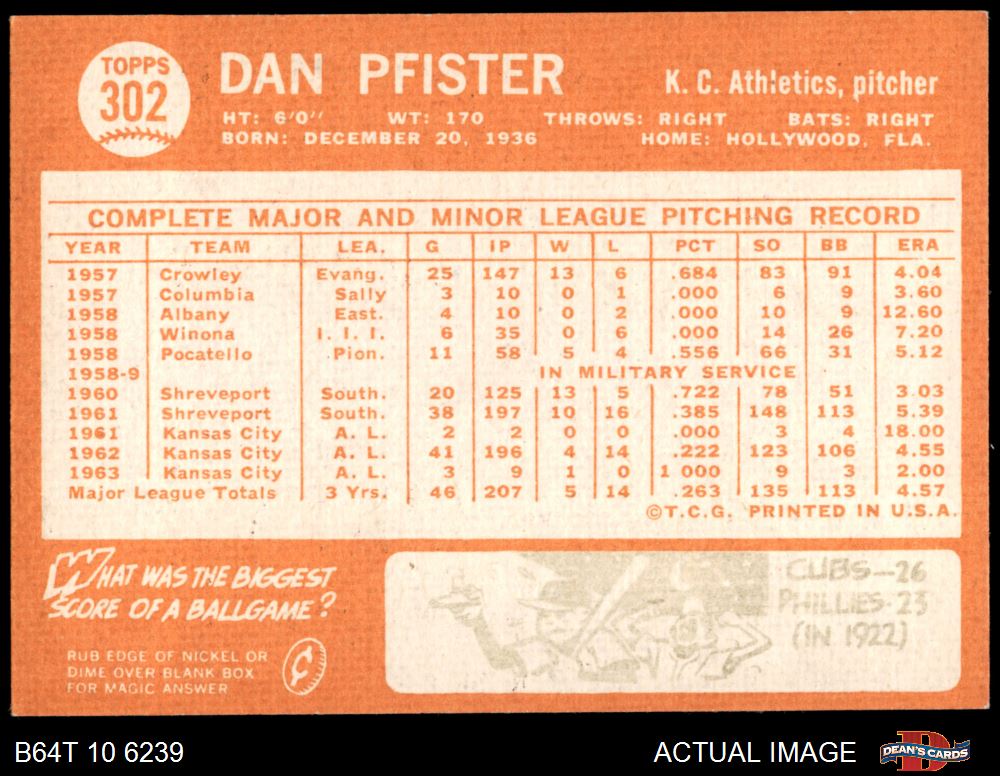 TOPPS
302
DAN PFISTER
K. C. Athletics, pitcher
HT: 6'0'' WT: 170 THROWS: RIGHT BATS: RIGHT
BORN: DECEMBER 20, 1936 HOME: HOLLYWOOD, FLA.
COMPLETE MAJOR AND MINOR LEAGUE PITCHING RECORD
YEAR TEAM LEA. G IP W L PCT SO BB ERA
1957 Crowley Evang. 25 147 13 6 .684 83 91 4.04
1957 Columbia Sally 3 10 0 1 .000 6 9 3.60
1958 Albany East. 4 10 0 2 .000 10 9 12.60
1958 Winona I. I. I. 6 35 0 6 .000 14 26 7.20
1958 Pocatello Pion. 11 58 5 4 .556 66 31 5.12
1958-9 IN MILITARY SERVICE
1960 Shreveport South. 20 125 13 5 .722 78 51 3.03
1961 Shreveport South. 38 197 10 16 .385 148 113 5.39
1961 Kansas City A. L. 2 2 0 0 .000 3 4 18.00
1962 Kansas City A. L. 41 196 4 14 .222 123 106 4.55
1963 Kansas City A. L. 3 9 1 0 1 000 9 3 2.00
Major League Totals 3 Yrs. 46 207 5 14 .263 135 113 4.57
©T.C.G. PRINTED IN U.S.A.
WHAT WAS THE BIGGEST
SCORE OF A BALLGAME?
RUB EDGE OF NICKEL OR
DIME OVER BLANK BOX
FOR MAGIC ANSWER
CUBS—26
PHILLIES-23
(IN 1922)
B64T 10 6239
ACTUAL IMAGE
D
DEAN'S CARDS